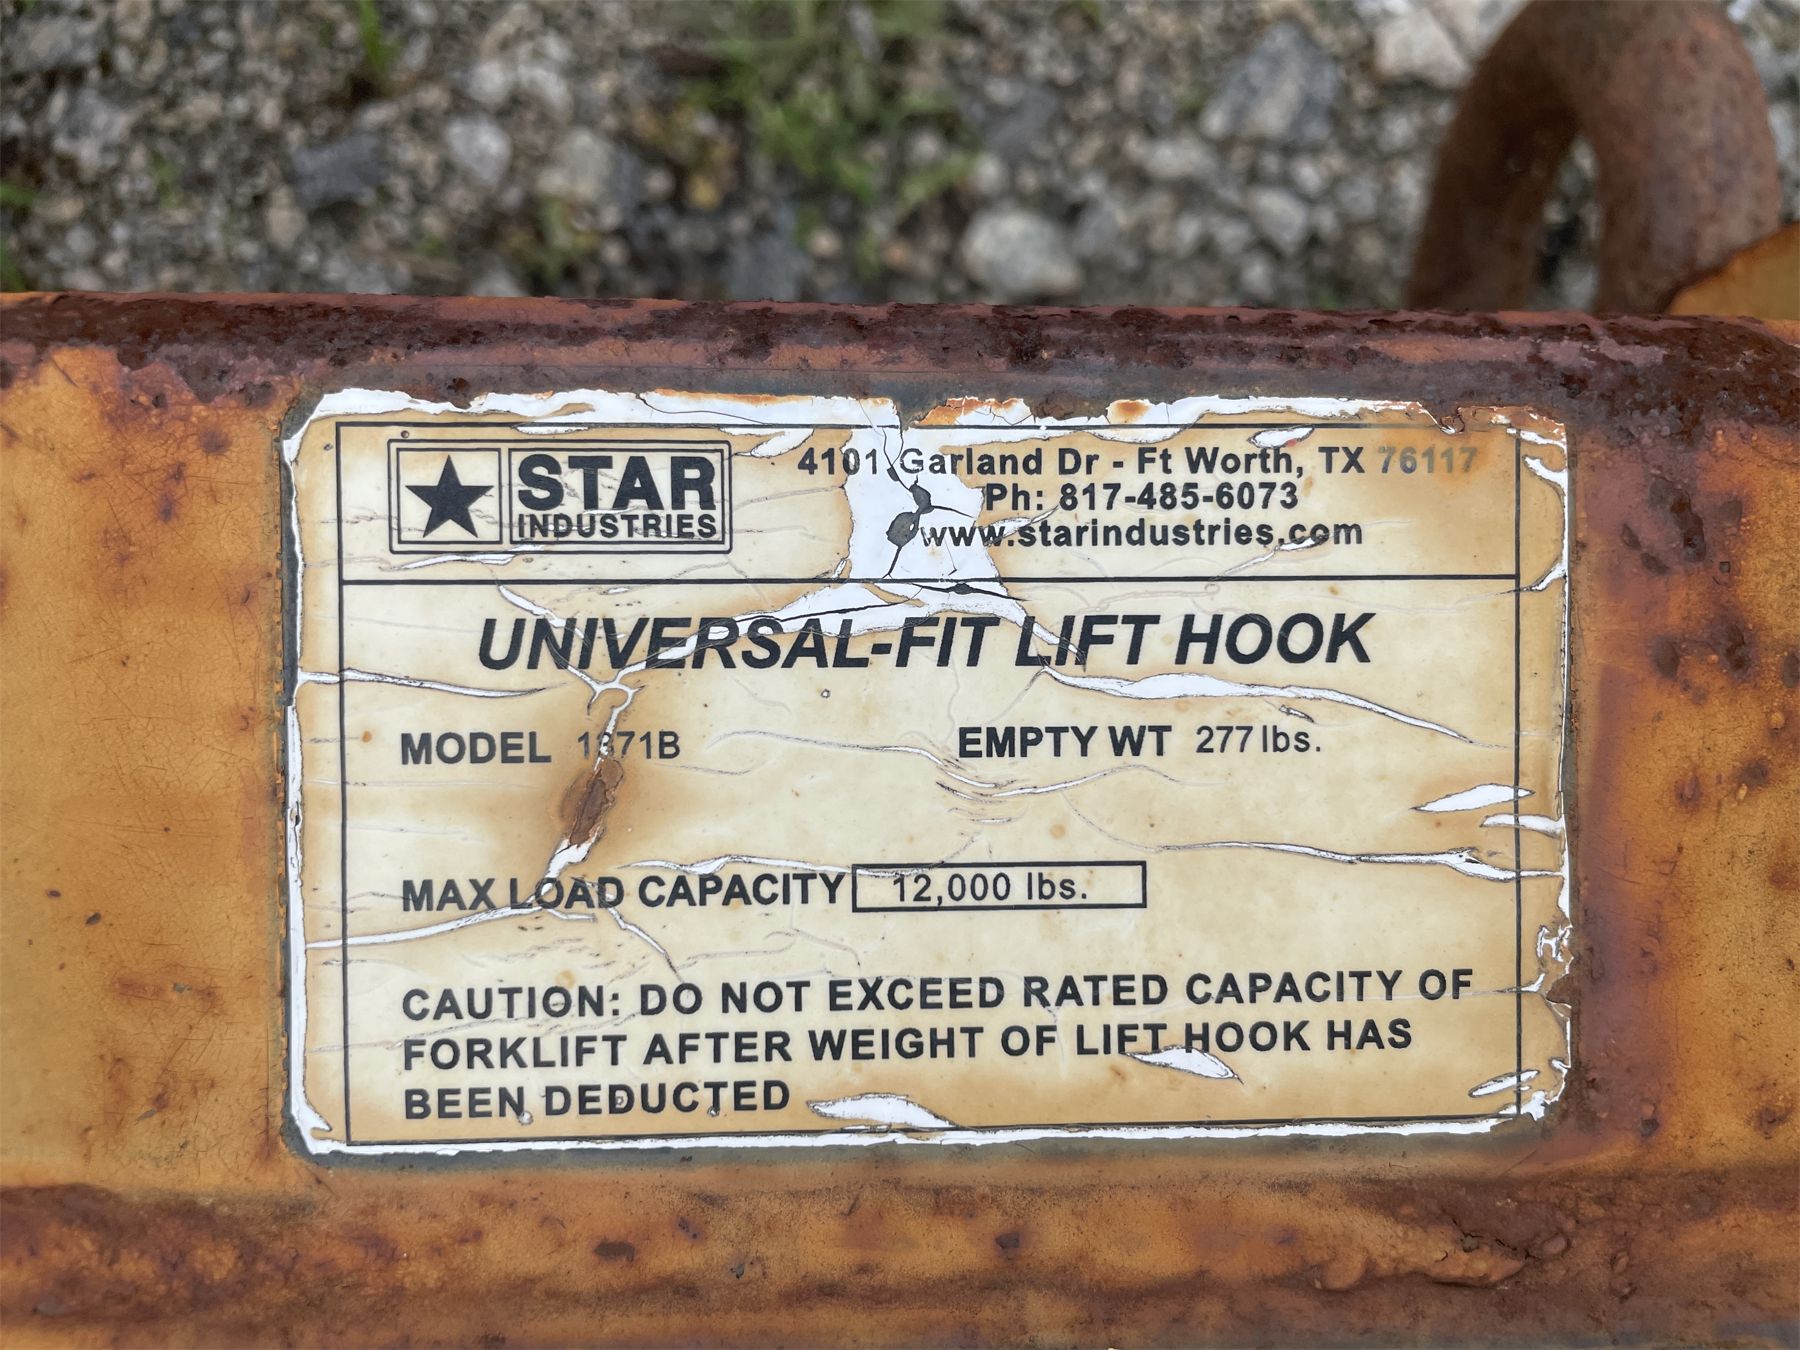 STAR
INDUSTRIES
4101 Garland Dr - Ft Worth, TX 76117
Ph: 817-485-6073
www.starindustries.com
UNIVERSAL-FIT LIFT HOOK
MODEL 1371B
EMPTY WT 277 lbs.
MAX LOAD CAPACITY 12,000 lbs.
CAUTION: DO NOT EXCEED RATED CAPACITY OF
FORKLIFT AFTER WEIGHT OF LIFT HOOK HAS
BEEN DEDUCTED